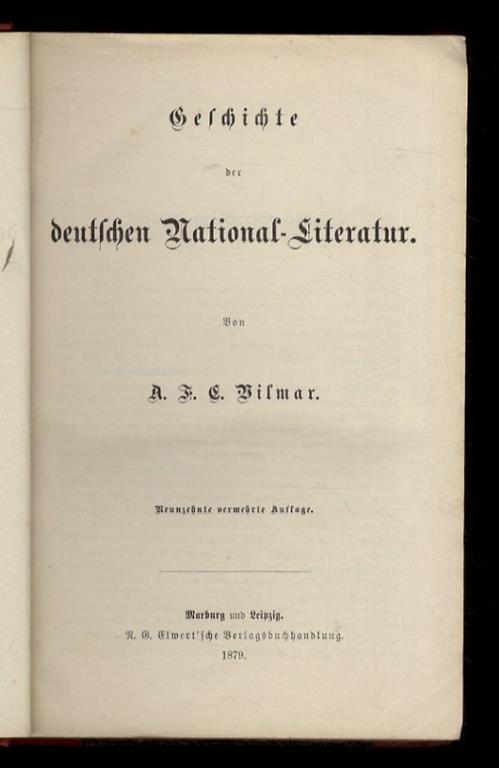 Geschichte
der
deutschen National-Literatur.
Von
A. F. C. Vilmar.
Neunzehnte vermehrte Auflage.
Marburg und Leipzig.
N. G. Elwert'sche Verlagsbuchhandlung.
1879.